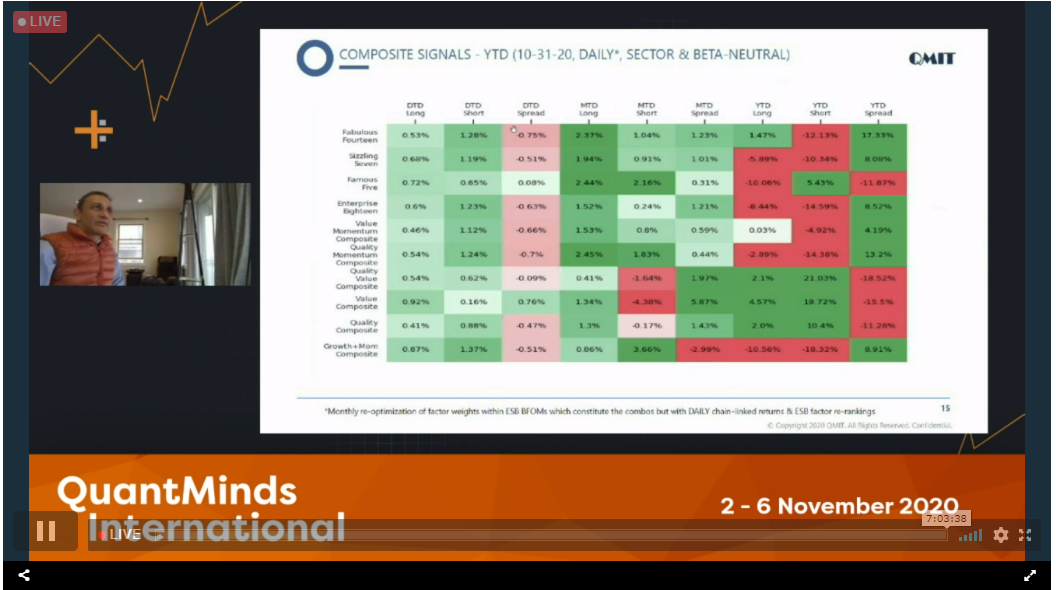 LIVE
COMPOSITE SIGNALS - YTD (10-31-20, DAILY*, SECTOR & BETA-NEUTRAL)
QMIT
DTD Long DTD Short DTD Spread MTD Long MTD Short MTD Spread YTD Long YTD Short YTD Spread
Fabulous Fourteen 0.53% 1.28% -0.75% 2.37% 1.04% 1.23% 1.47% -12.13% 17.33%
Sizzling Seven 0.68% 1.19% -0.51% 1.94% 0.91% 1.01% -5.89% -10.34% 8.08%
Famous Five 0.72% 0.65% 0.08% 2.44% 2.16% 0.31% -10.06% 5.43% -11.87%
Enterprise Eighteen 0.6% 1.23% -0.63% 1.52% 0.24% 1.21% -8.44% -14.59% 8.52%
Value Momentum Composite 0.46% 1.12% -0.66% 1.53% 0.8% 0.59% 0.03% -4.92% 4.19%
Quality Momentum Composite 0.54% 1.24% -0.7% 2.45% 1.83% 0.44% -2.89% -14.38% 13.2%
Quality Value Composite 0.54% 0.62% -0.09% 0.41% -1.64% 1.97% 2.1% 21.03% -18.52%
Value Composite 0.92% 0.16% 0.76% 1.34% -4.38% 5.87% 4.57% 19.72% -15.5%
Quality Composite 0.41% 0.88% -0.47% 1.3% -0.17% 1.43% 2.0% 10.4% -11.28%
Growth+Mom Composite 0.87% 1.37% -0.51% 0.86% 3.66% -2.99% -10.56% -18.32% 8.91%
*Monthly re-optimization of factor weights within ESB BFOMs which constitute the combos but with DAILY chain-linked returns & ESB factor re-rankings
15
© Copyright 2020 QMIT. All Rights Reserved. Confidential.
QuantMinds
International
2 - 6 November 2020
7:03:38
LIVE